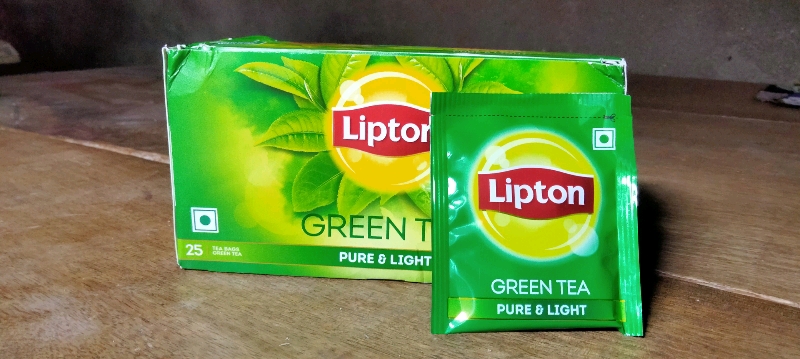 Lipton
GREEN T
25 TEA BAGS
GREEN TEA
PURE & LIGHT
Lipton
GREEN TEA
PURE & LIGHT